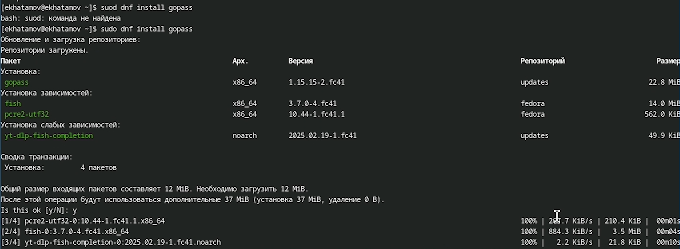 [ekhatamov@ekhatamov ~]$ suod dnf install gopass
bash: suod: команда не найдена
[ekhatamov@ekhatamov ~]$ sudo dnf install gopass
Обновление и загрузка репозиториев:
Репозитории загружены.
Пакет Арх. Версия Репозиторий Размер
Установка:
gopass x86_64 1.15.15-2.fc41 updates 22.8 MiB
Установка зависимостей:
fish x86_64 3.7.0-4.fc41 fedora 14.0 MiB
pcre2-utf32 x86_64 10.44-1.fc41.1 fedora 562.0 KiB
Установка слабых зависимостей:
yt-dlp-fish-completion noarch 2025.02.19-1.fc41 updates 49.9 KiB
Сводка транзакции:
Установка: 4 пакетов
Общий размер входящих пакетов составляет 12 MiB. Необходимо загрузить 12 MiB.
После этой операции будут использоваться дополнительные 37 MiB (установка 37 MiB, удаление 0 B).
Is this ok [y/N]: y
[1/4] pcre2-utf32-0:10.44-1.fc41.1.x86_64 100% | KiB/s | 210.4 KiB | 00m01s
[2/4] fish-0:3.7.0-4.fc41.x86_64 100% | 884.3 KiB/s | 3.5 MiB | 00m04s
[3/4] yt-dlp-fish-completion-0:2025.02.19-1.fc41.noarch 100% | 2.2 KiB/s | 21.8 KiB | 00m10s